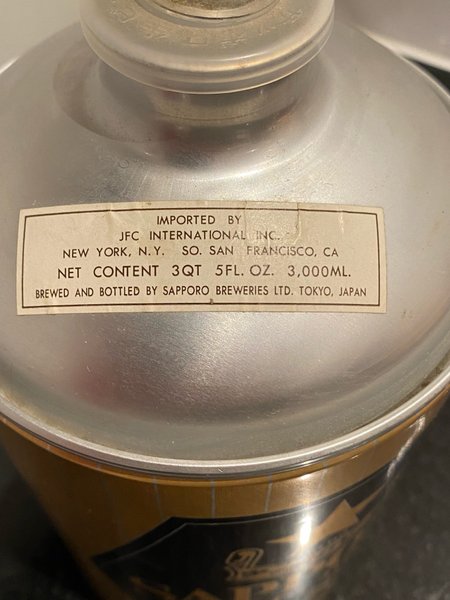 IMPORTED BY
JFC INTERNATIONAL INC.
NEW YORK, N.Y. SO. SAN FRANCISCO, CA
NET CONTENT 3QT 5FL. OZ. 3,000ML.
BREWED AND BOTTLED BY SAPPORO BREWERIES LTD. TOKYO, JAPAN